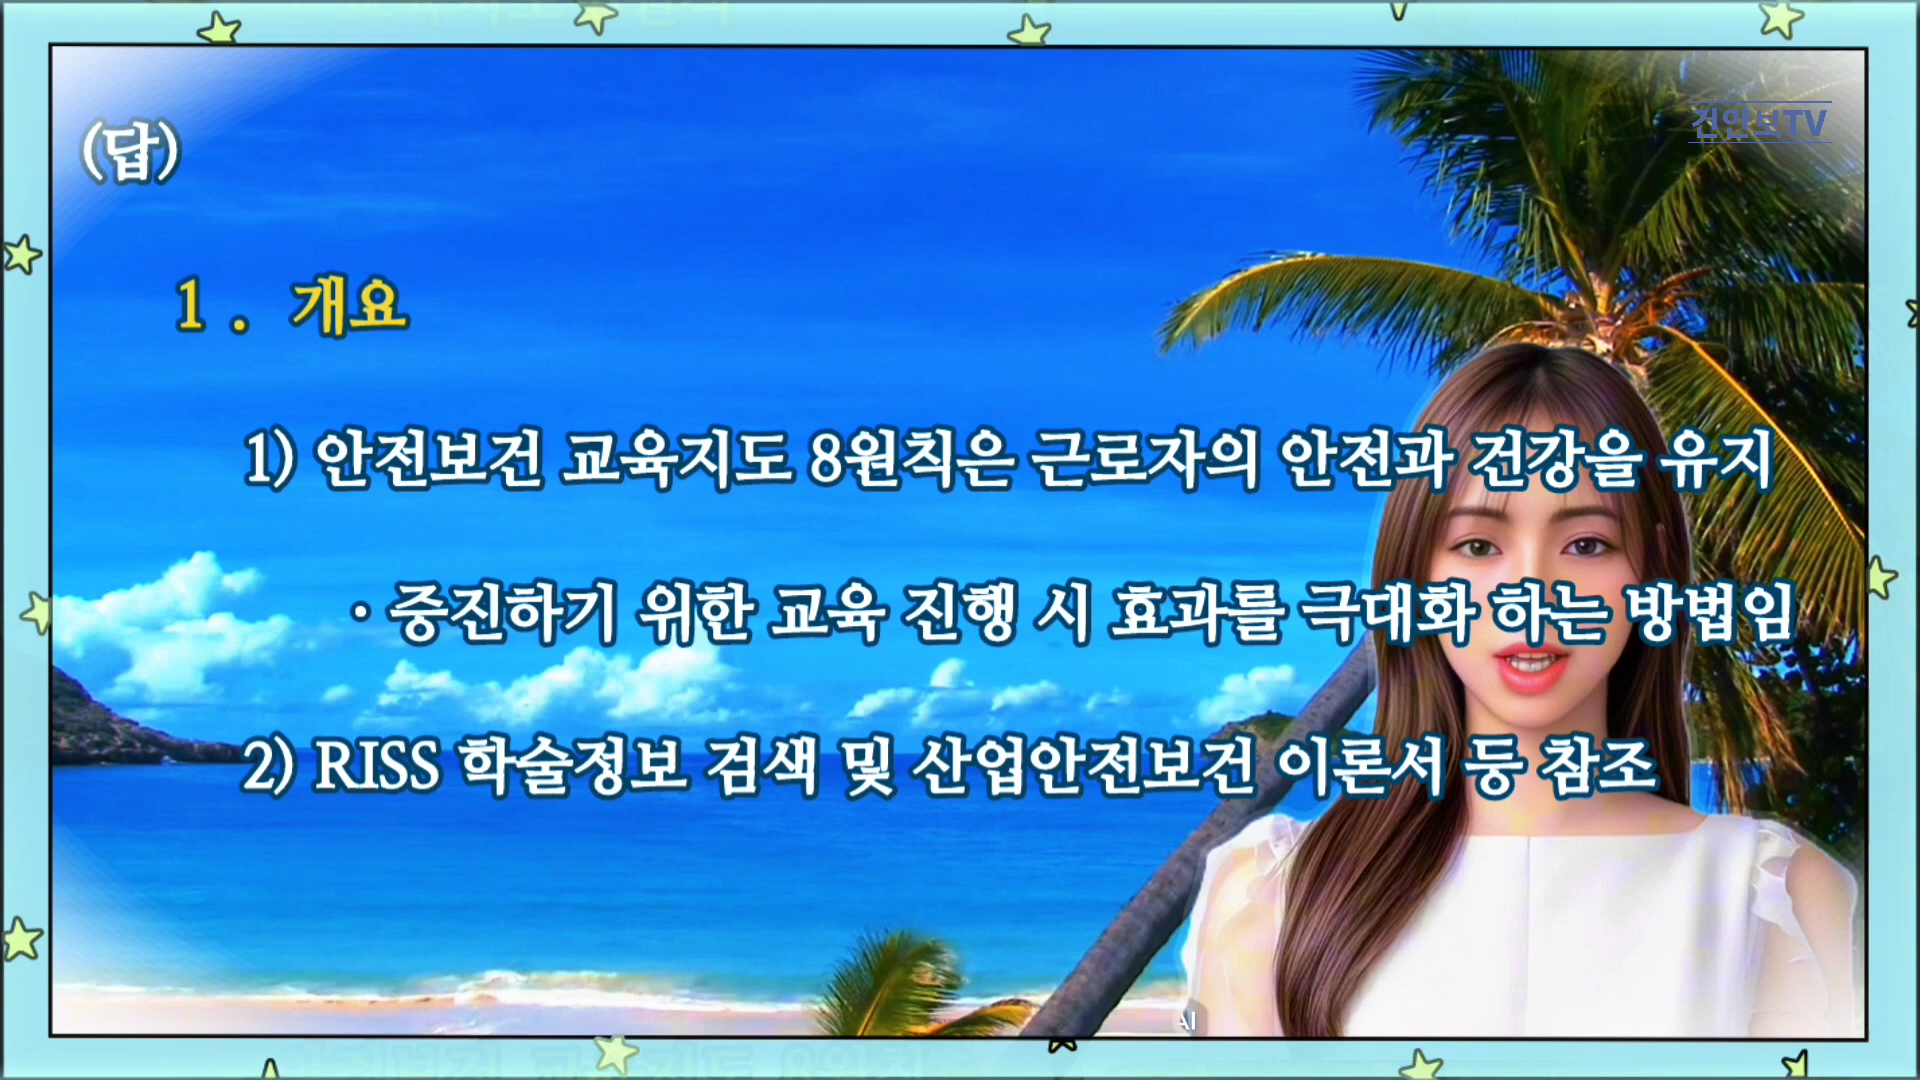 건안보TV
(답)
1. 개요
1) 안전보건 교육지도 8원칙은 근로자의 안전과 건강을 유지
· 증진하기 위한 교육 진행 시 효과를 극대화 하는 방법임
2) RISS 학술정보 검색 및 산업안전보건 이론서 등 참조
AI